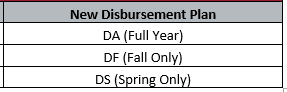 New Disbursement Plan
DA (Full Year)
DF (Fall Only)
DS (Spring Only)